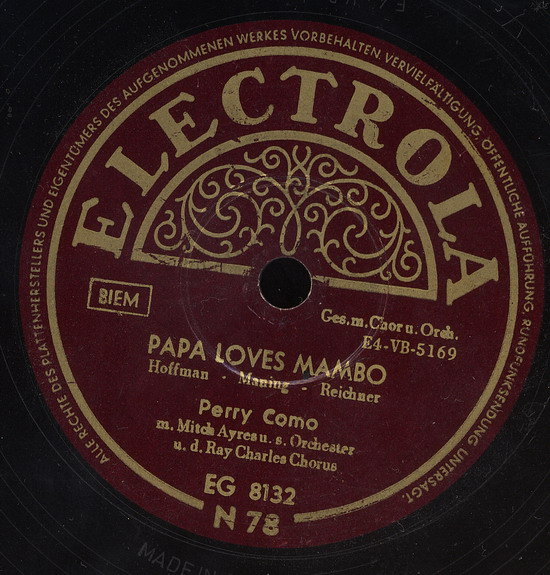 ALLE RECHTE DES PLATTENHERSTELLERS UND EIGENTÜMERS DES AUFGENOMMENEN WERKES VORBEHALTEN. VERVIELFÄLTIGUNG, ÖFFENTLICHE AUFFÜHRUNG, RUNDFUNKSENDUNG UNTERSAGT.
ELECTROLA
BIEM
Ges. m. Chor u. Orch.
E4-VB-5169
PAPA LOVES MAMBO
Hoffman - Maning - Reichner
Perry Como
m. Mitch Ayres u. s. Orchester
u. d. Ray Charles Chorus
EG 8132
N 78
MADE IN